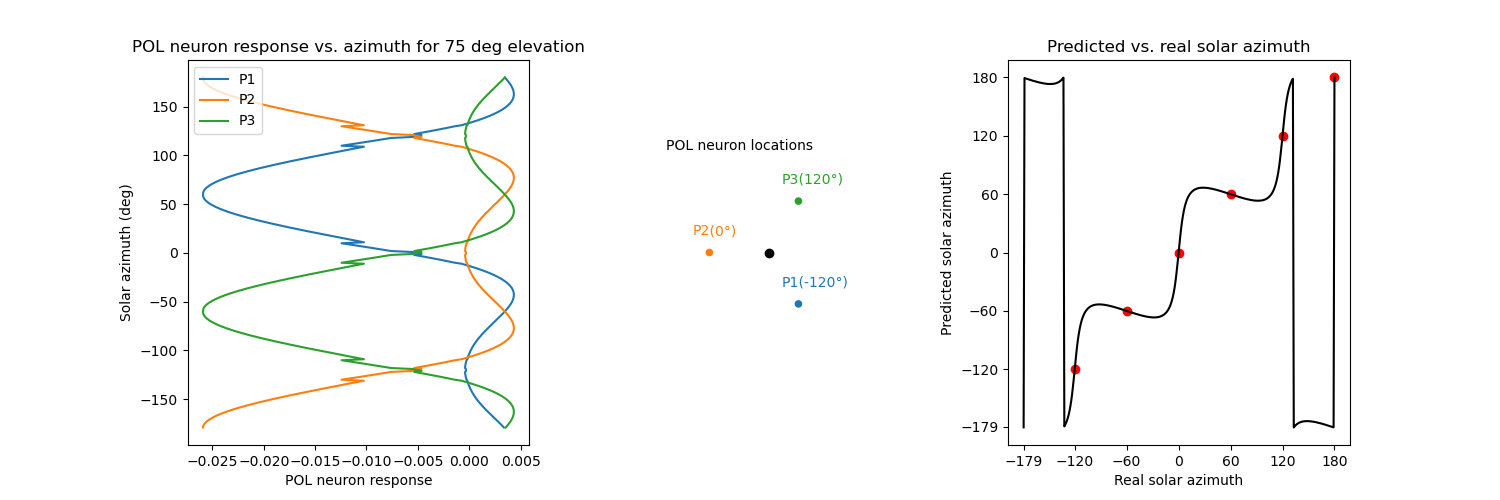 POL neuron response vs. azimuth for 75 deg elevation
P1
P2
P3
150
100
50
0
−50
−100
−150
Solar azimuth (deg)
−0.025 −0.020 −0.015 −0.010 −0.005 0.000 0.005
POL neuron response
POL neuron locations
P3(120°)
P2(0°)
P1(-120°)
Predicted vs. real solar azimuth
180
120
60
0
−60
−120
−179
Predicted solar azimuth
−179 −120 −60 0 60 120 180
Real solar azimuth